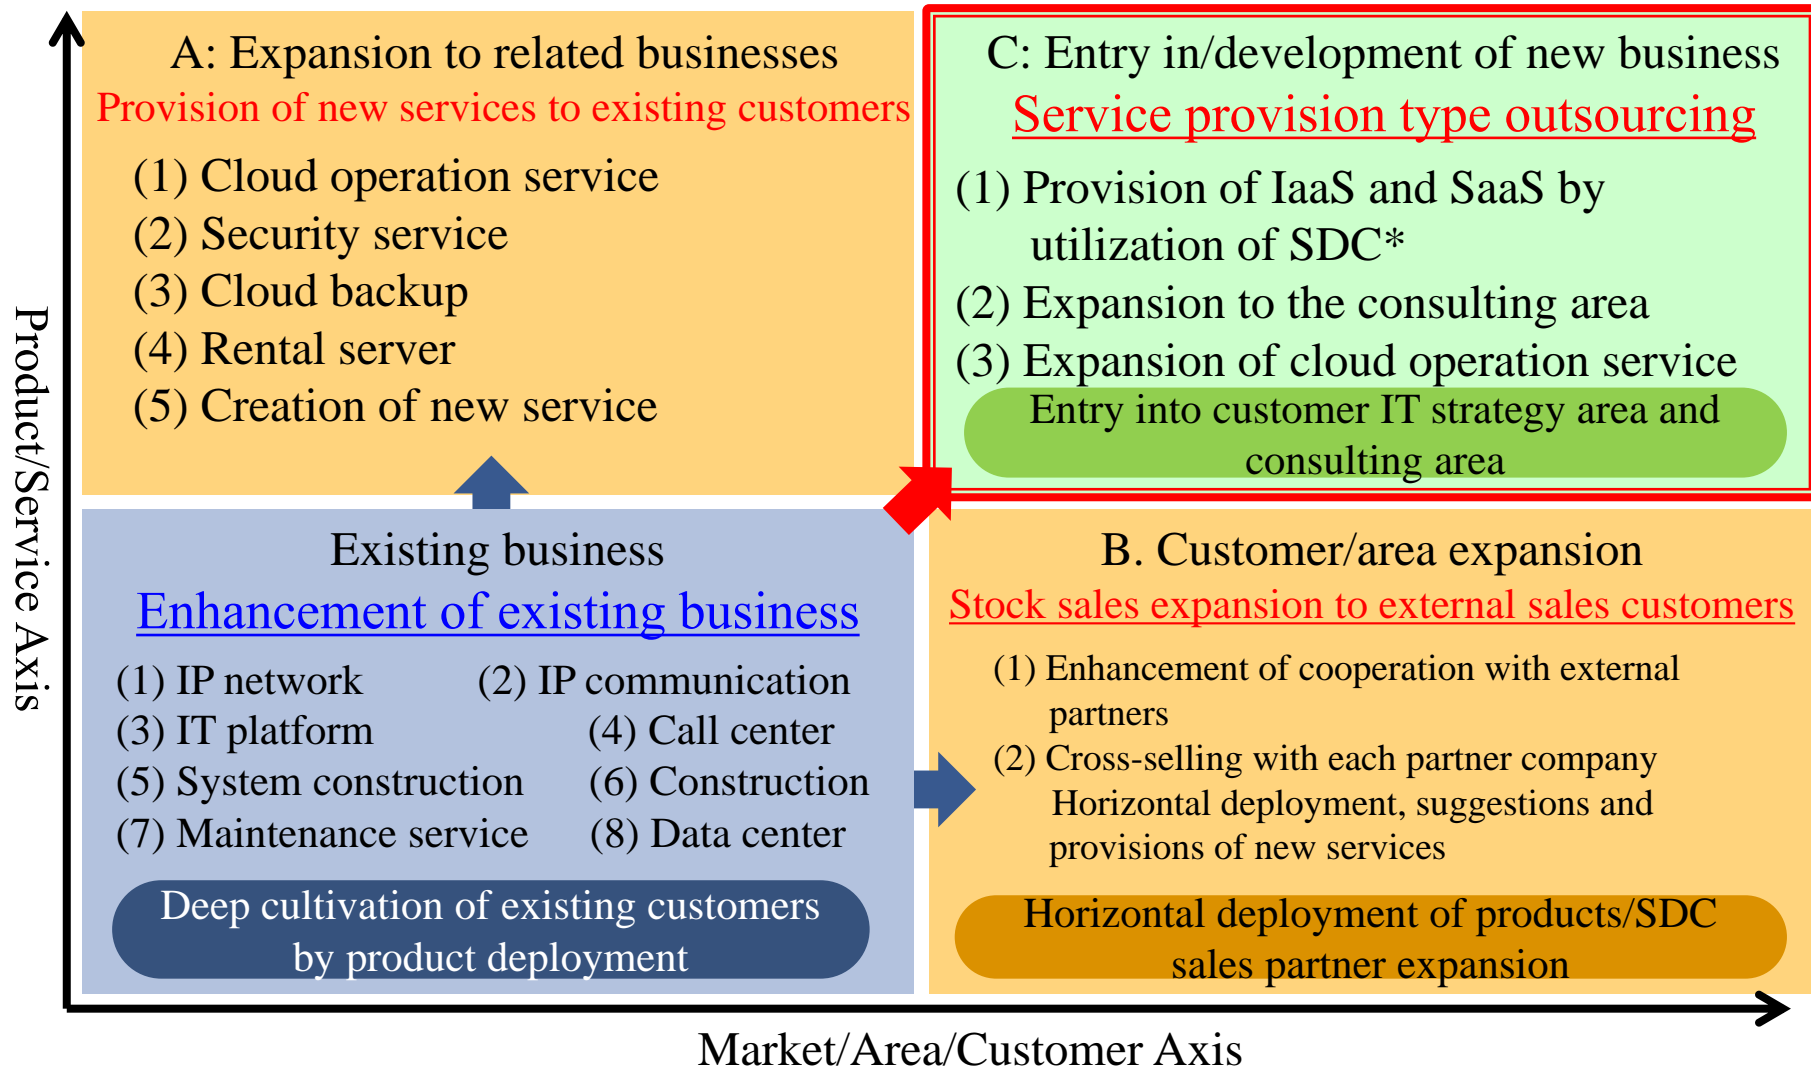 Product/Service Axis
A: Expansion to related businesses
Provision of new services to existing customers
(1) Cloud operation service
(2) Security service
(3) Cloud backup
(4) Rental server
(5) Creation of new service
C: Entry in/development of new business
Service provision type outsourcing
(1) Provision of IaaS and SaaS by
utilization of SDC*
(2) Expansion to the consulting area
(3) Expansion of cloud operation service
Entry into customer IT strategy area and
consulting area
Existing business
Enhancement of existing business
(1) IP network (2) IP communication
(3) IT platform (4) Call center
(5) System construction (6) Construction
(7) Maintenance service (8) Data center
Deep cultivation of existing customers
by product deployment
B. Customer/area expansion
Stock sales expansion to external sales customers
(1) Enhancement of cooperation with external
partners
(2) Cross-selling with each partner company
Horizontal deployment, suggestions and
provisions of new services
Horizontal deployment of products/SDC
sales partner expansion
Market/Area/Customer Axis